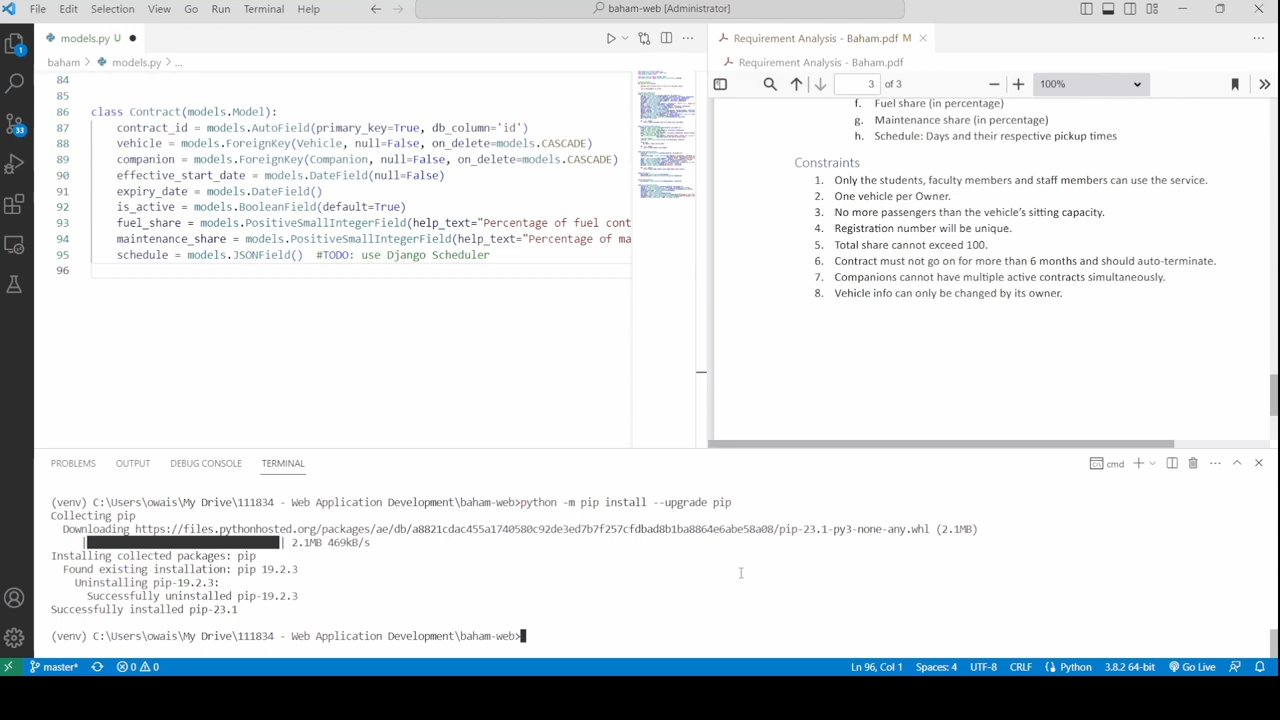 File Edit Selection View Go Run Terminal Help
baham-web [Administrator]
models.py U
baham > models.py > ...
84
85
86 class Contract(models.Model):
87 contract_id = models.AutoField(primary_key=True, db_column='id')
88 = models.ForeignKey(Vehicle, null=False, on_delete=models.CASCADE)
89 companion = models.ForeignKey(Companion, null=False, on_delete=models.CASCADE)
90 effective_start_date = models.DateField(null=False)
91 expiry_date = models.DateField()
92 is_active = models.BooleanField(default=True)
93 fuel_share = models.PositiveSmallIntegerField(help_text="Percentage of fuel cont
94 maintenance_share = models.PositiveSmallIntegerField(help_text="Percentage of ma
95 schedule = models.JSONField() #TODO: use Django Scheduler
96
Requirement Analysis - Baham.pdf M
Requirement Analysis - Baham.pdf
3 of 3
100%
f. Fuel share (in percentage)
g. Maintenance share (in percentage)
h. Schedule: Days and their respective pickup times
Constraints
1. Only the students, faculty members and staff members can use the service.
2. One vehicle per Owner.
3. No more passengers than the vehicle's sitting capacity.
4. Registration number will be unique.
5. Total share cannot exceed 100.
6. Contract must not go on for more than 6 months and should auto-terminate.
7. Companions cannot have multiple active contracts simultaneously.
8. Vehicle info can only be changed by its owner.
PROBLEMS OUTPUT DEBUG CONSOLE TERMINAL
cmd
(venv) C:\Users\owais\My Drive\111834 - Web Application Development\baham-web>python -m pip install --upgrade pip
Collecting pip
Downloading https://files.pythonhosted.org/packages/ae/db/a8821cdac455a1740580c92de3ed7b7f257cfdbad8b1ba8864e6abe58a08/pip-23.1-py3-none-any.whl (2.1MB)
| | 2.1MB 469kB/s
Installing collected packages: pip
Found existing installation: pip 19.2.3
Uninstalling pip-19.2.3:
Successfully uninstalled pip-19.2.3
Successfully installed pip-23.1
(venv) C:\Users\owais\My Drive\111834 - Web Application Development\baham-web>
1
33
master* 0 0
Ln 96, Col 1 Spaces: 4 UTF-8 CRLF Python 3.8.2 64-bit Go Live